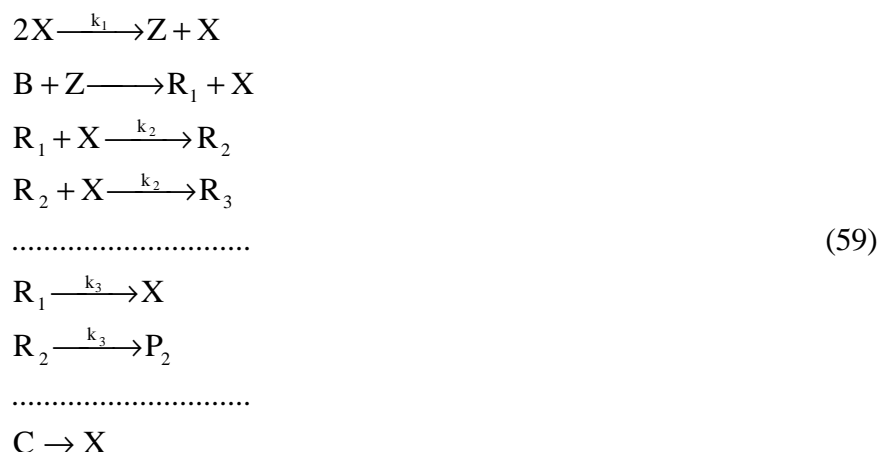 2X —k₁→ Z + X
B + Z ——→ R₁ + X
R₁ + X —k₂→ R₂
R₂ + X —k₂→ R₃
..............................
(59)
R₁ —k₃→ X
R₂ —k₃→ P₂
..............................
C → X